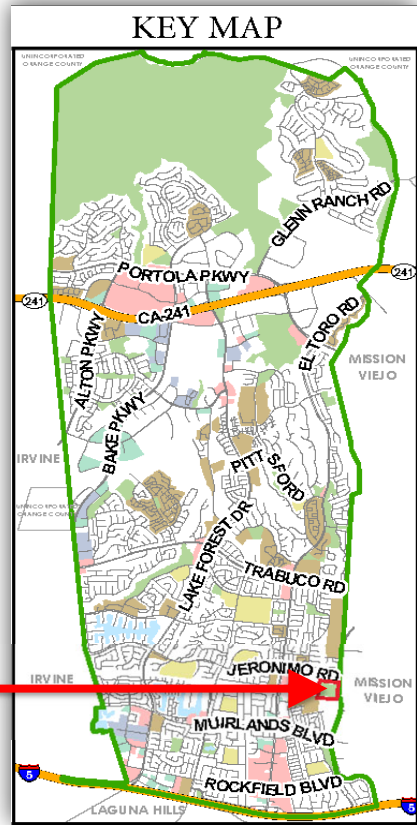 KEY MAP
UNINCORPORATED
ORANGE COUNTY
UNINCORPORATED
ORANGE COUNTY
GLENN RANCH RD
PORTOLA PKWY
241
241
CA-241
ALTON PKWY
EL TORO RD
MISSION
VIEJO
BAKE PKWY
IRVINE
PITTSFORD
UNINCORPORATED
ORANGE COUNTY
LAKE FOREST DR
TRABUCO RD
JERONIMO RD
IRVINE
MISSION
VIEJO
MUIRLANDS BLVD
5
ROCKFIELD BLVD
LAGUNA HILLS
5